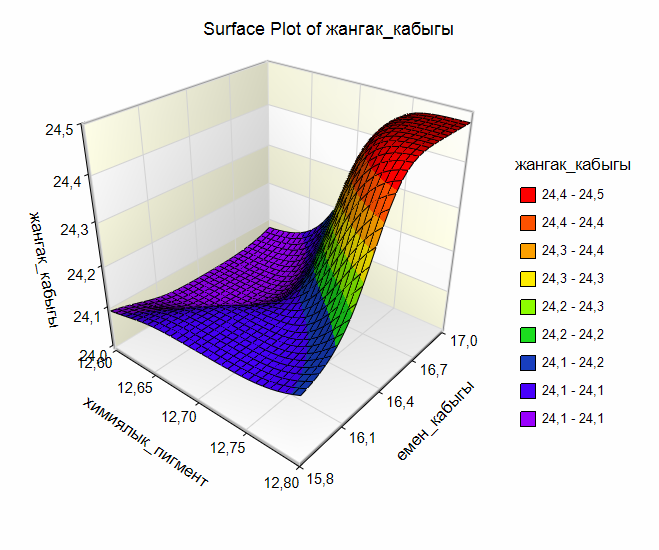 Surface Plot of жангак_кабыгы
24,5
24,4
24,3
24,2
24,1
24,0
жангак_кабыгы
12,60
12,65
12,70
12,75
12,80
химиялык_пигмент
15,8
16,1
16,4
16,7
17,0
емен_кабыгы
жангак_кабыгы
24,4 - 24,5
24,4 - 24,4
24,3 - 24,4
24,3 - 24,3
24,2 - 24,3
24,2 - 24,2
24,1 - 24,2
24,1 - 24,1
24,1 - 24,1